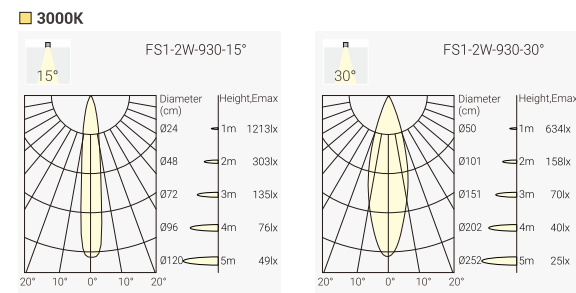 3000K
FS1-2W-930-15°
15°
Diameter (cm) Height,Emax
Ø24 1m 1213lx
Ø48 2m 303lx
Ø72 3m 135lx
Ø96 4m 76lx
Ø120 5m 49lx
20° 10° 0° 10° 20°
FS1-2W-930-30°
30°
Diameter (cm) Height,Emax
Ø50 1m 634lx
Ø101 2m 158lx
Ø151 3m 70lx
Ø202 4m 40lx
Ø252 5m 25lx
20° 10° 0° 10° 20°